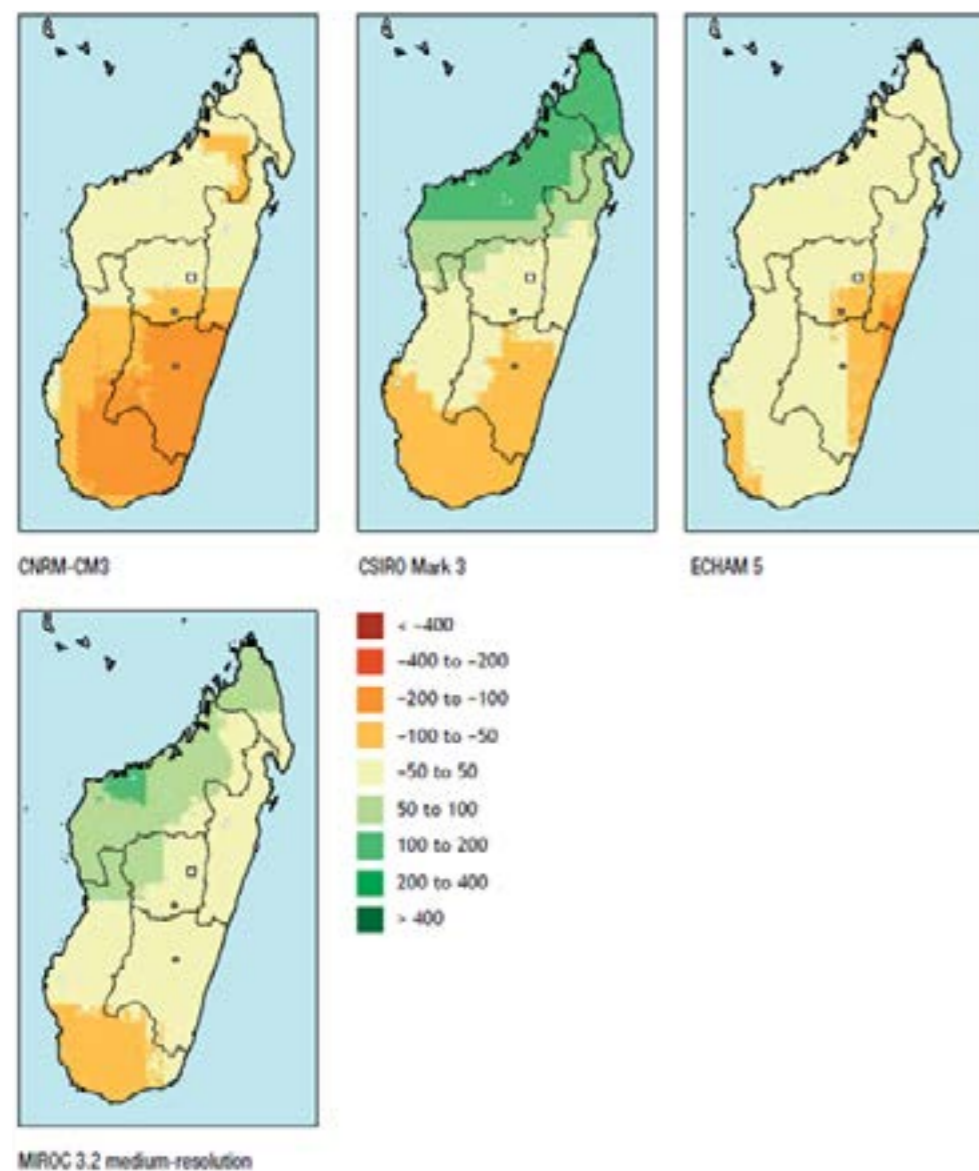 CNRM-CM3
CSIRO Mark 3
ECHAM 5
< -400
-400 to -200
-200 to -100
-100 to -50
-50 to 50
50 to 100
100 to 200
200 to 400
> 400
MIROC 3.2 medium-resolution